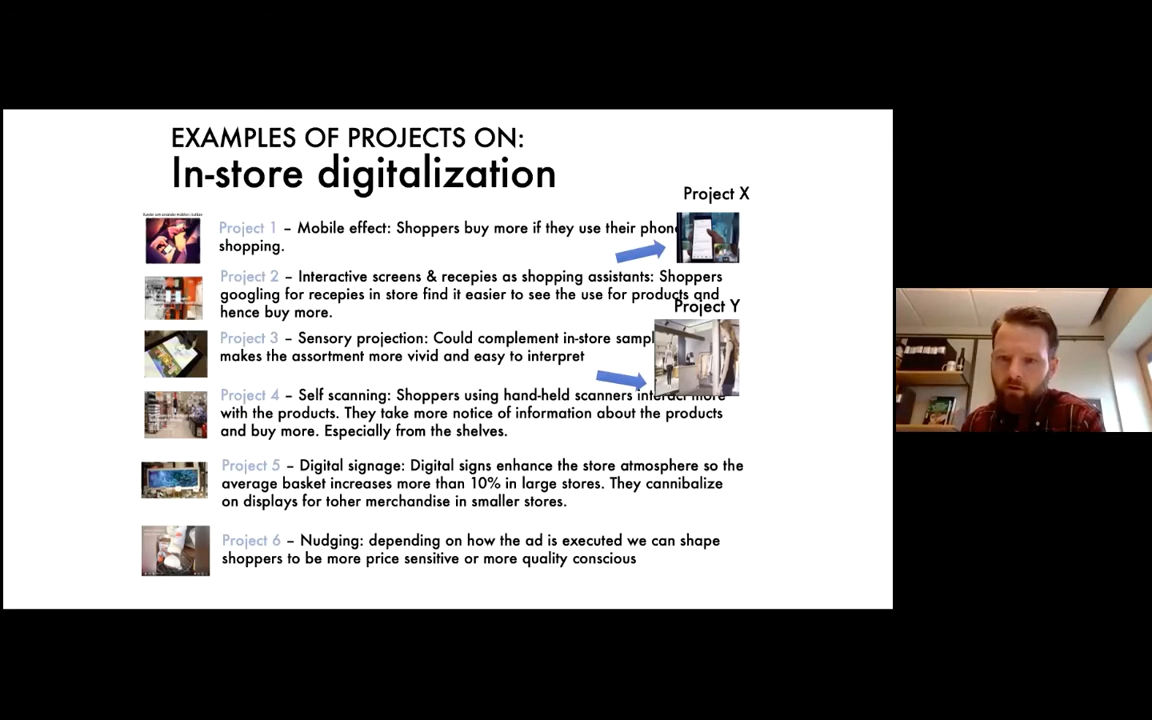 EXAMPLES OF PROJECTS ON:
In-store digitalization
Project X
Project 1 – Mobile effect: Shoppers buy more if they use their phon
shopping.
Project 2 – Interactive screens & recepies as shopping assistants: Shoppers
googling for recepies in store find it easier to see the use for products and
hence buy more.
Project Y
Project 3 – Sensory projection: Could complement in-store sampl
makes the assortment more vivid and easy to interpret
Project 4 – Self scanning: Shoppers using hand-held scanners interact more
with the products. They take more notice of information about the products
and buy more. Especially from the shelves.
Project 5 – Digital signage: Digital signs enhance the store atmosphere so the
average basket increases more than 10% in large stores. They cannibalize
on displays for toher merchandise in smaller stores.
Project 6 – Nudging: depending on how the ad is executed we can shape
shoppers to be more price sensitive or more quality conscious